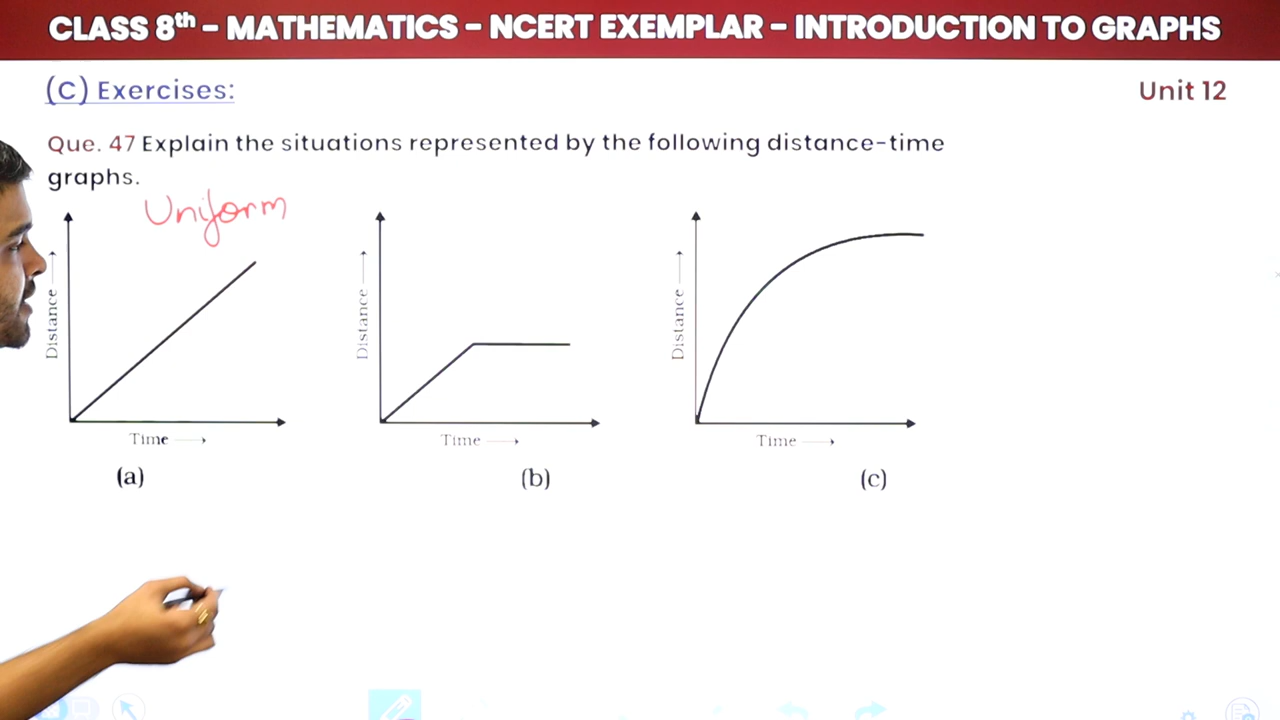 CLASS 8th – MATHEMATICS – NCERT EXEMPLAR – INTRODUCTION TO GRAPHS
(C) Exercises:
Unit 12
Que. 47 Explain the situations represented by the following distance-time
graphs.
Uniform
Distance
Time
(a)
Distance
Time
(b)
Distance
Time
(c)